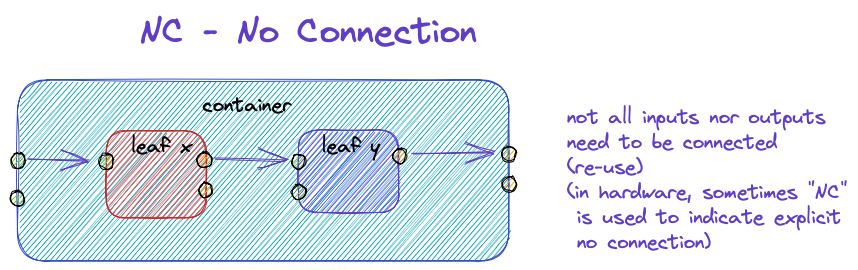 NC - No Connection
container
leaf x
leaf y
not all inputs nor outputs
need to be connected
(re-use)
(in hardware, sometimes "NC"
is used to indicate explicit
no connection)